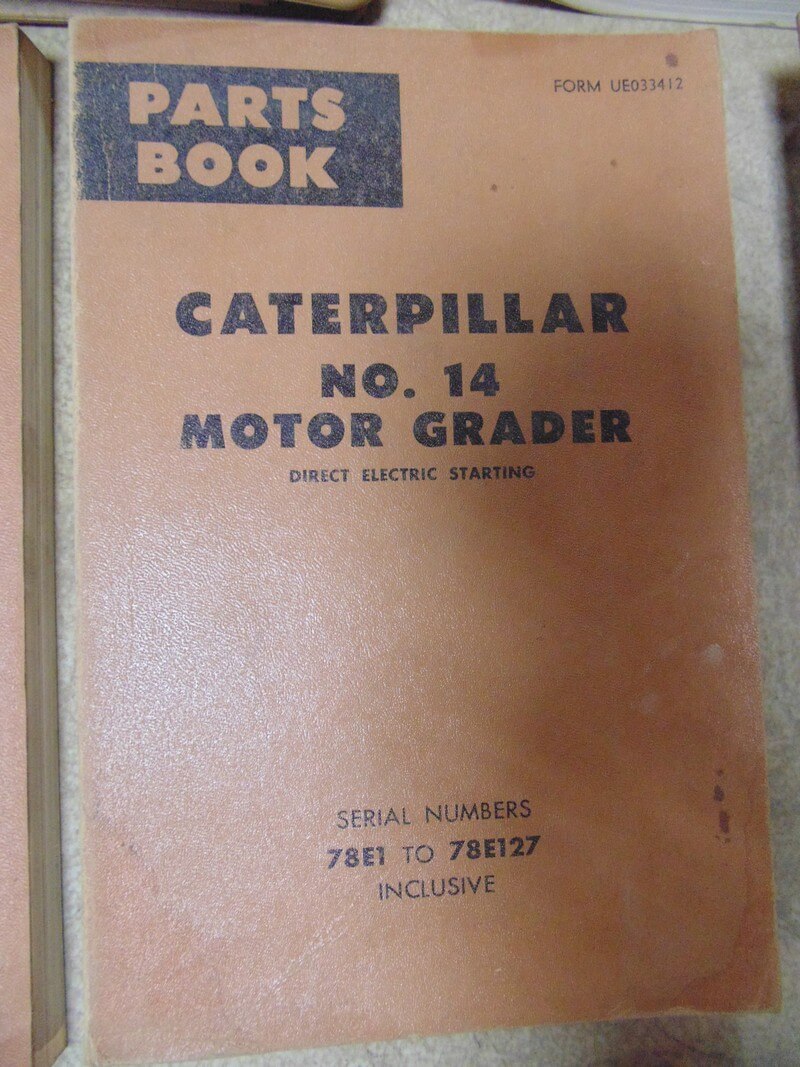 PARTS
BOOK
FORM UE033412
CATERPILLAR
NO. 14
MOTOR GRADER
DIRECT ELECTRIC STARTING
SERIAL NUMBERS
78E1 TO 78E127
INCLUSIVE